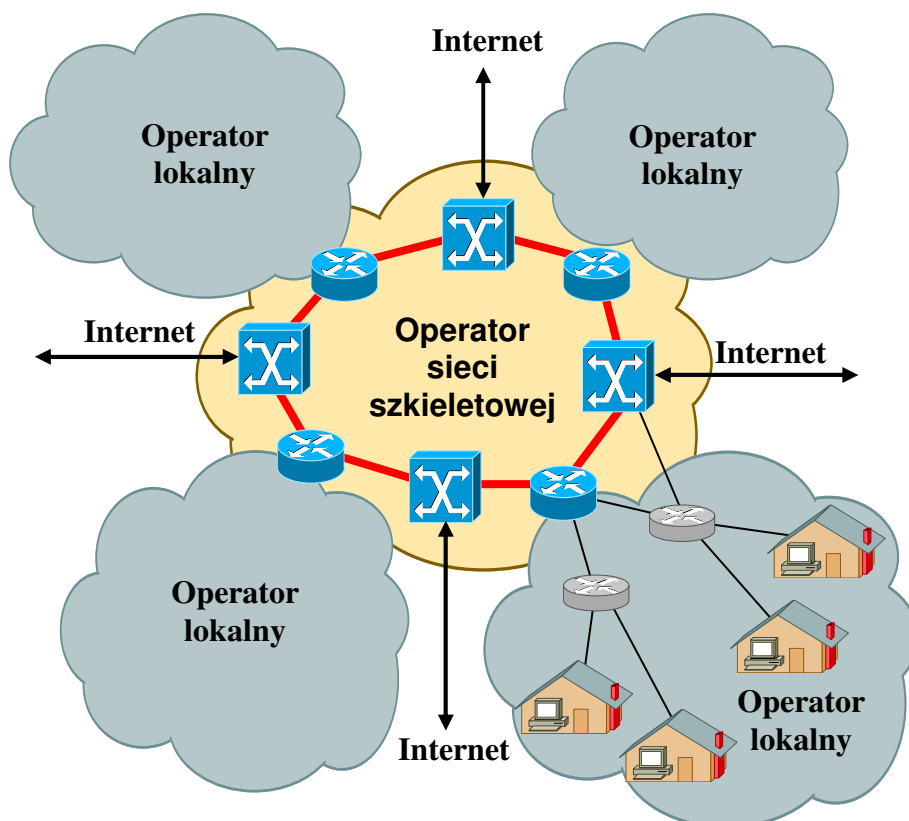 Internet
Operator
lokalny
Operator
lokalny
Internet
Operator
sieci
szkieletowej
Internet
Operator
lokalny
Operator
lokalny
Internet